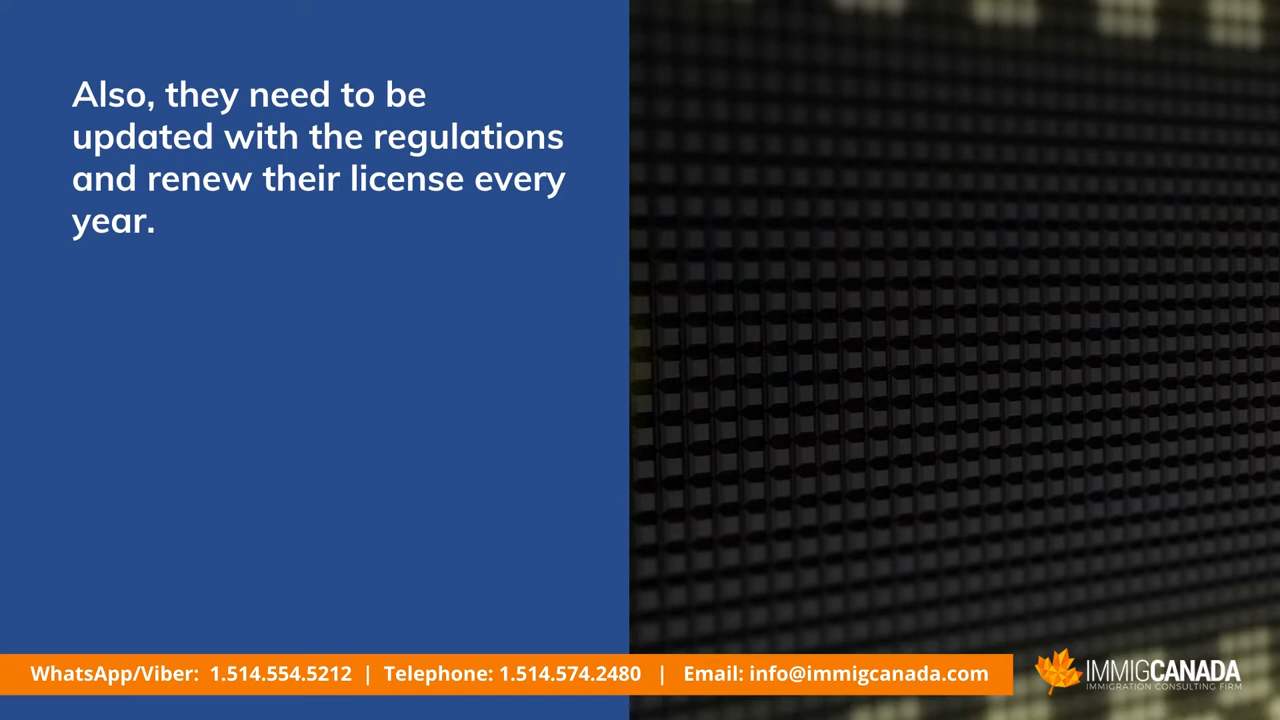 Also, they need to be
updated with the regulations
and renew their license every
year.
WhatsApp/Viber: 1.514.554.5212 | Telephone: 1.514.574.2480 | Email: info@immigcanada.com
IMMIGCANADA
IMMIGRATION CONSULTING FIRM